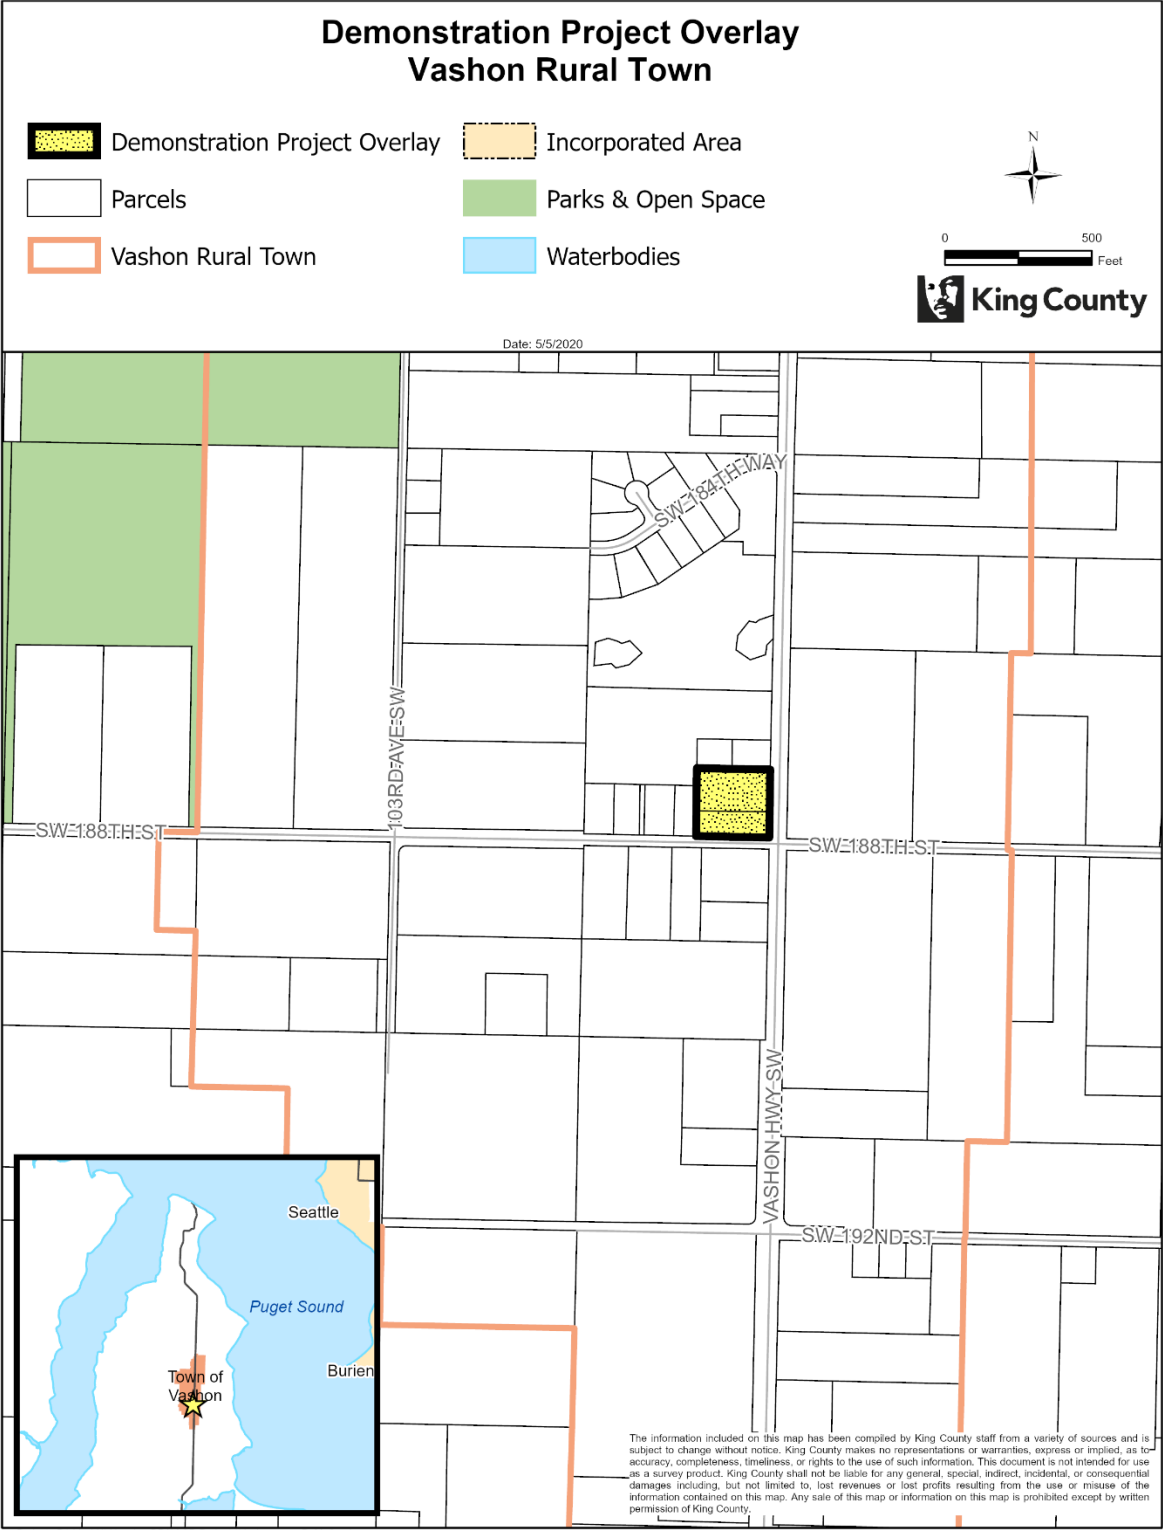 Demonstration Project Overlay
Vashon Rural Town
Demonstration Project Overlay
Incorporated Area
Parcels
Parks & Open Space
Vashon Rural Town
Waterbodies
N
0 500
Feet
King County
Date: 5/5/2020
SW 184TH WAY
103RD AVE SW
SW 188TH ST
SW 188TH ST
VASHON HWY SW
SW 192ND ST
Seattle
Puget Sound
Burien
Town of
Vashon
The information included on this map has been compiled by King County staff from a variety of sources and is
subject to change without notice. King County makes no representations or warranties, express or implied, as to
accuracy, completeness, timeliness, or rights to the use of such information. This document is not intended for use
as a survey product. King County shall not be liable for any general, special, indirect, incidental, or consequential
damages including, but not limited to, lost revenues or lost profits resulting from the use or misuse of the
information contained on this map. Any sale of this map or information on this map is prohibited except by written
permission of King County.